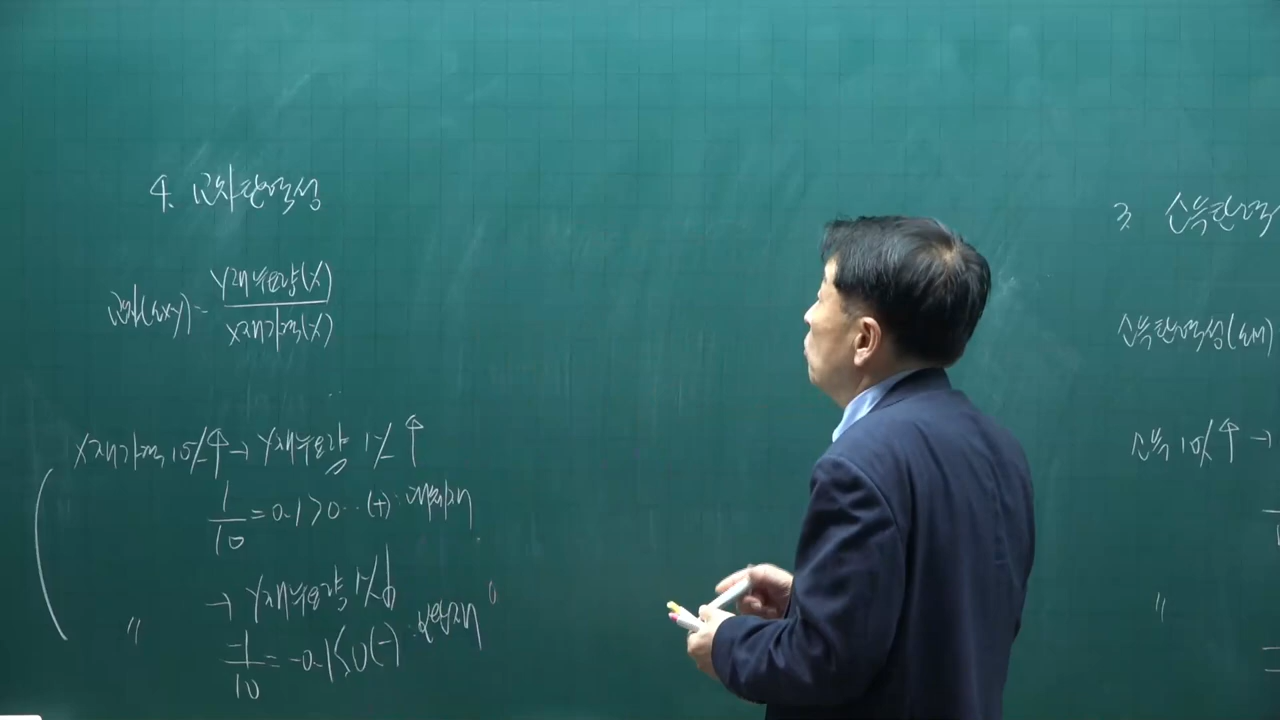 4. 교차탄력성
교차(εxy)=
Y재수요량(%)
X재가격(%)
X재가격 10%↑→ Y재수요량 1%↑
1/10 = 0.1>0…(+): 대체재
→ Y재수요량 1%↓
〃
-1/10 = -0.1<0(-): 보완재
3. 소득탄력
소득탄력성(
소득 10%↑→
〃